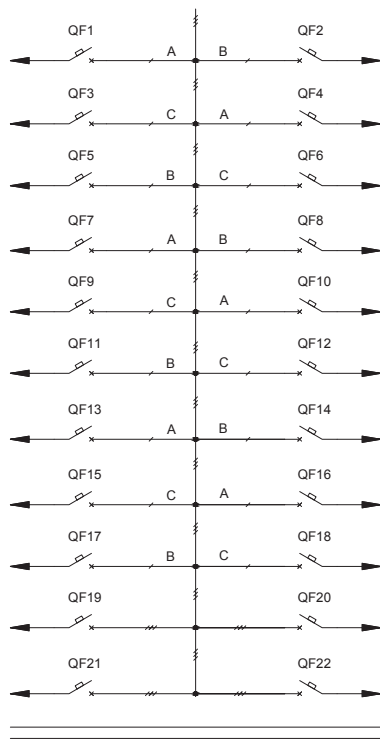 QF1 A B QF2
QF3 C A QF4
QF5 B C QF6
QF7 A B QF8
QF9 C A QF10
QF11 B C QF12
QF13 A B QF14
QF15 C A QF16
QF17 B C QF18
QF19 QF20
QF21 QF22